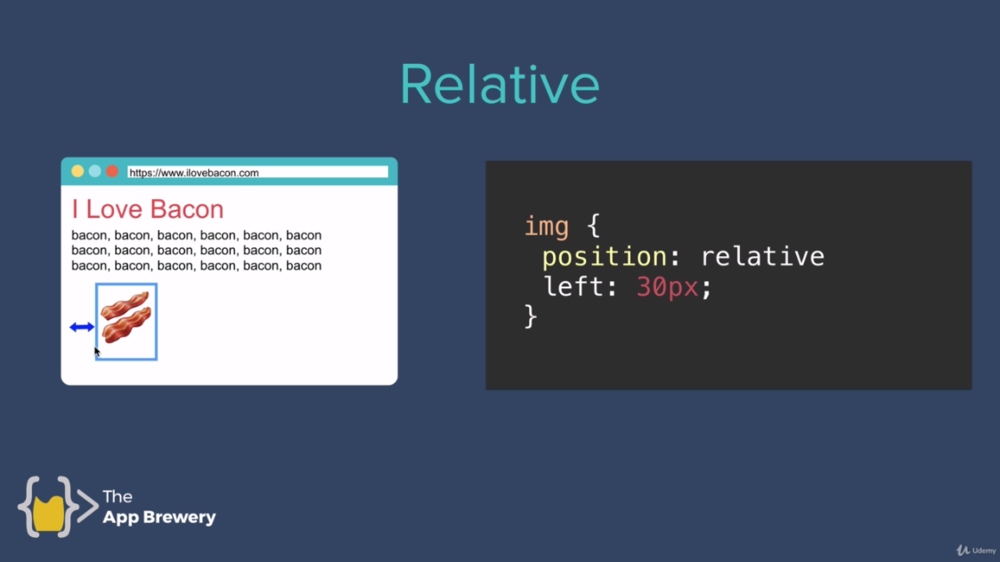 Relative
https://www.ilovebacon.com
I Love Bacon
bacon, bacon, bacon, bacon, bacon, bacon
bacon, bacon, bacon, bacon, bacon, bacon
bacon, bacon, bacon, bacon, bacon, bacon
img {
position: relative
left: 30px;
}
The
App Brewery
Udemy